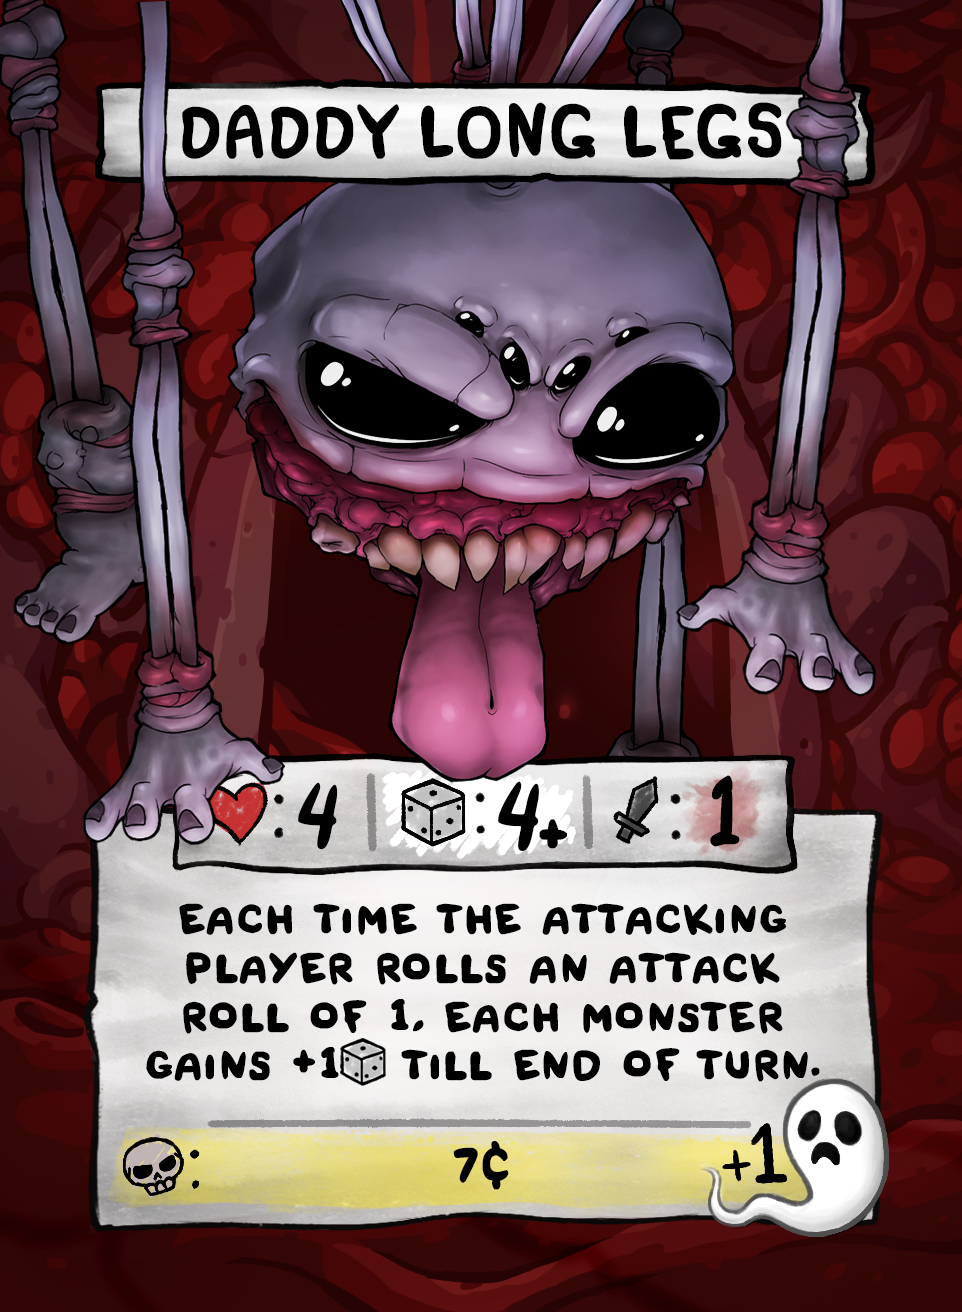 DADDY LONG LEGS
: 4 : 4+ : 1
EACH TIME THE ATTACKING
PLAYER ROLLS AN ATTACK
ROLL OF 1, EACH MONSTER
GAINS +1 TILL END OF TURN.
: 7¢ +1